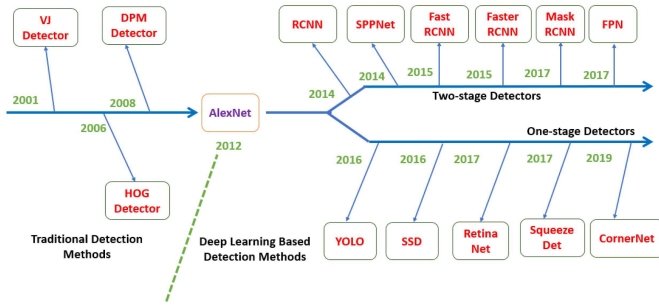 VJ
Detector
DPM
Detector
RCNN
SPPNet
Fast
RCNN
Faster
RCNN
Mask
RCNN
FPN
2001
2008
2006
AlexNet
2012
2014
2014
2015
2015
2017
2017
Two-stage Detectors
One-stage Detectors
2016
2016
2017
2017
2019
HOG
Detector
YOLO
SSD
Retina
Net
Squeeze
Det
CornerNet
Traditional Detection
Methods
Deep Learning Based
Detection Methods